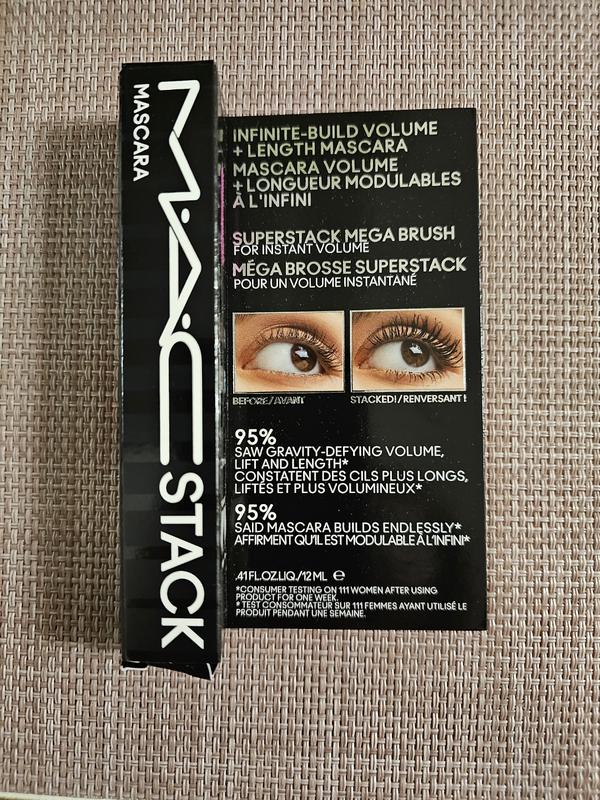 MASCARA
M·A·C STACK
INFINITE-BUILD VOLUME
+ LENGTH MASCARA
MASCARA VOLUME
+ LONGUEUR MODULABLES
À L'INFINI
SUPERSTACK MEGA BRUSH
FOR INSTANT VOLUME
MÉGA BROSSE SUPERSTACK
POUR UN VOLUME INSTANTANÉ
BEFORE/AVANT
STACKED!/RENVERSANT!
95%
SAW GRAVITY-DEFYING VOLUME,
LIFT AND LENGTH*
CONSTATENT DES CILS PLUS LONGS,
LIFTÉS ET PLUS VOLUMINEUX*
95%
SAID MASCARA BUILDS ENDLESSLY*
AFFIRMENT QU'IL EST MODULABLE À L'INFINI*
.41 FL.OZ.LIQ./12 ML ℮
*CONSUMER TESTING ON 111 WOMEN AFTER USING
PRODUCT FOR ONE WEEK.
* TEST CONSOMMATEUR SUR 111 FEMMES AYANT UTILISÉ LE
PRODUIT PENDANT UNE SEMAINE.